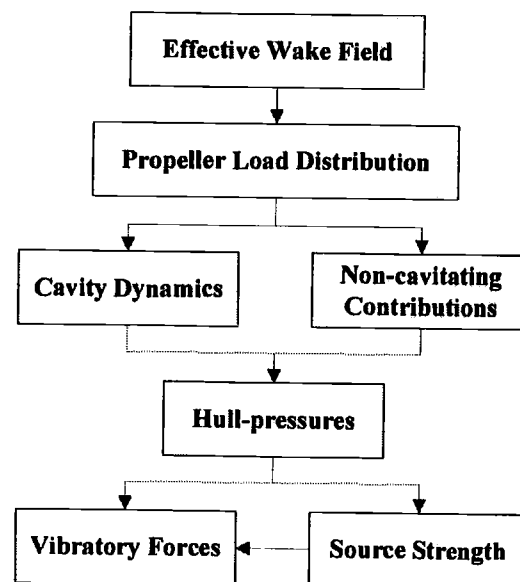 Effective Wake Field
Propeller Load Distribution
Cavity Dynamics
Non-cavitating
Contributions
Hull-pressures
Vibratory Forces
Source Strength